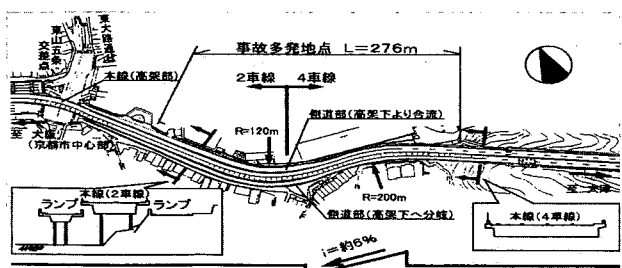 事故多発地点 L=276m
東大路通
東山五条
交差点
本線(高架部)
2車線 4車線
側道部(高架下より合流)
R=120m
至 大阪
(京都市中心部)
R=200m
至 大津
本線(2車線)
ランプ ランプ
側道部(高架下へ分岐)
本線(4車線)
i=約6%